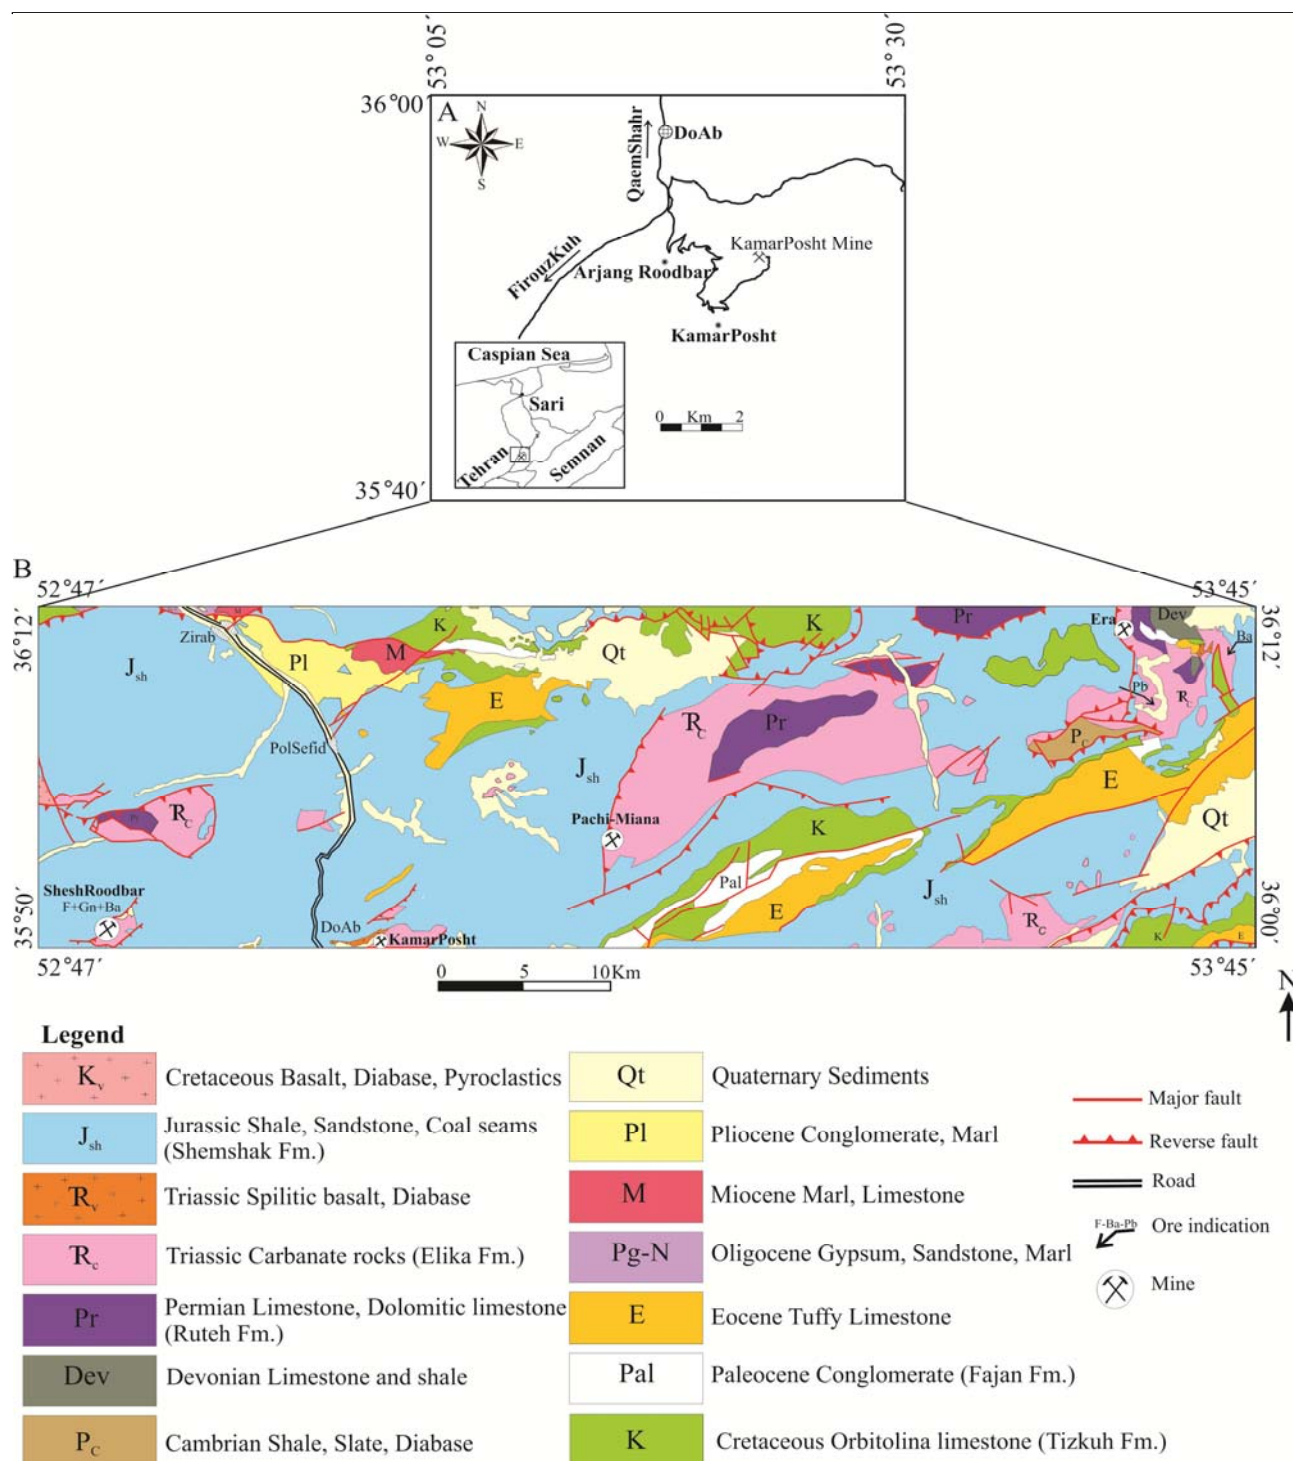 53°05´
53°30´
36°00´
A
N
W
E
S
QaemShahr
DoAb
FirouzKuh
KamarPosht Mine
Arjang Roodbar
KamarPosht
Caspian Sea
Sari
Tehran
Semnan
0 Km 2
35°40´
B
52°47´
53°45´
36°12´
36°12´
Zirab
M
K
K
Pr
Era
Dev
Ba
Jsh
Pl
M
Qt
E
Pb
TRc
TRc
Pr
Pc
PolSefid
Jsh
E
Pr
TRc
Pachi-Miana
K
Qt
Pal
SheshRoodbar
F+Gn+Ba
E
Jsh
TRc
DoAb
KamarPosht
K
E
35°50´
36°00´
52°47´
53°45´
0 5 10Km
N
Legend
Kv Cretaceous Basalt, Diabase, Pyroclastics
Jsh Jurassic Shale, Sandstone, Coal seams
(Shemshak Fm.)
TRv Triassic Spilitic basalt, Diabase
TRc Triassic Carbanate rocks (Elika Fm.)
Pr Permian Limestone, Dolomitic limestone
(Ruteh Fm.)
Dev Devonian Limestone and shale
PC Cambrian Shale, Slate, Diabase
Qt Quaternary Sediments
Pl Pliocene Conglomerate, Marl
M Miocene Marl, Limestone
Pg-N Oligocene Gypsum, Sandstone, Marl
E Eocene Tuffy Limestone
Pal Paleocene Conglomerate (Fajan Fm.)
K Cretaceous Orbitolina limestone (Tizkuh Fm.)
Major fault
Reverse fault
Road
F-Ba-Pb Ore indication
Mine